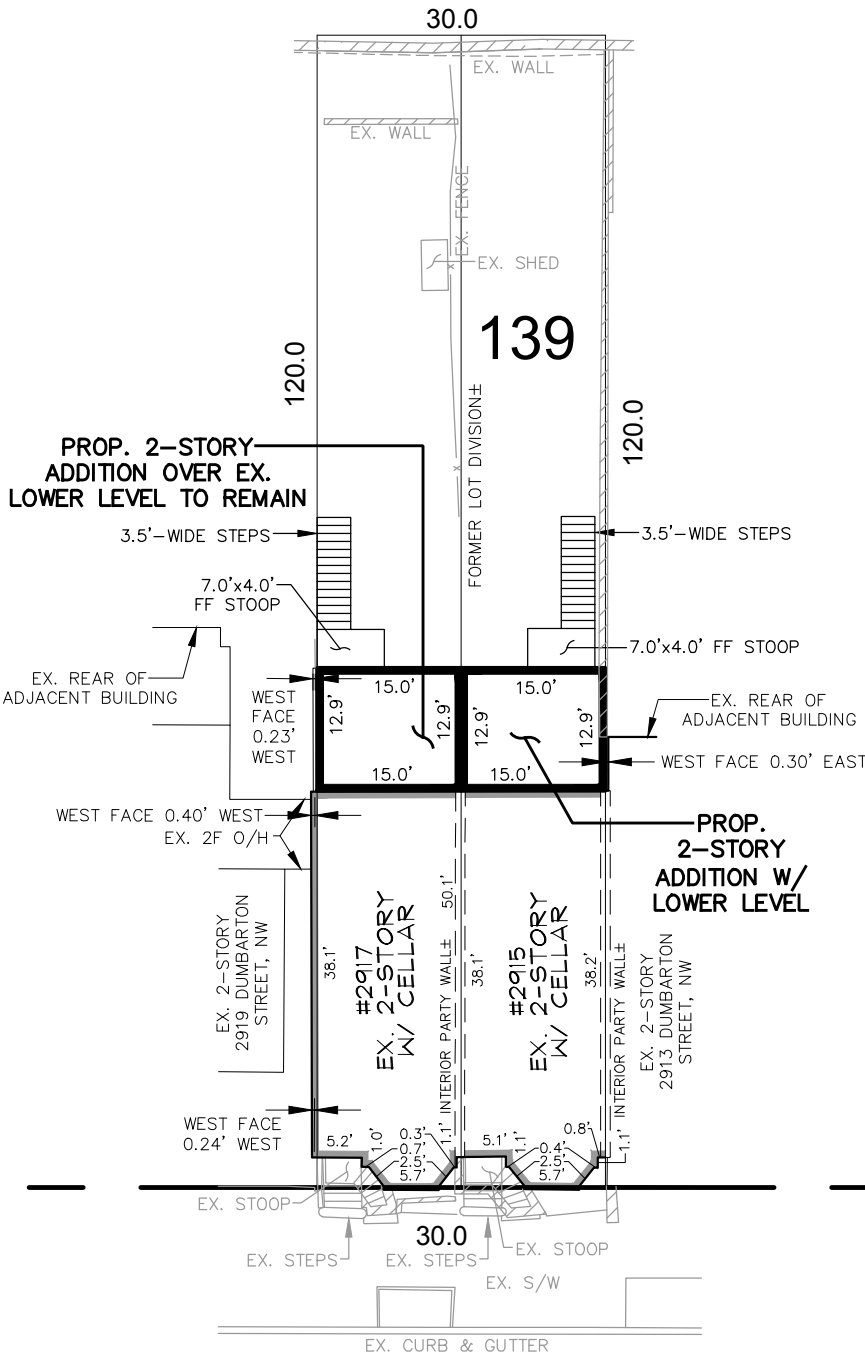 30.0
EX. WALL
EX. WALL
EX. FENCE
EX. SHED
139
120.0
120.0
FORMER LOT DIVISION±
PROP. 2-STORY
ADDITION OVER EX.
LOWER LEVEL TO REMAIN
3.5'-WIDE STEPS
3.5'-WIDE STEPS
7.0'x4.0'
FF STOOP
7.0'x4.0' FF STOOP
EX. REAR OF
ADJACENT BUILDING
WEST
FACE
0.23'
WEST
15.0'
15.0'
12.9'
12.9'
12.9'
12.9'
15.0'
15.0'
EX. REAR OF
ADJACENT BUILDING
WEST FACE 0.30' EAST
WEST FACE 0.40' WEST
EX. 2F O/H
PROP.
2-STORY
ADDITION W/
LOWER LEVEL
EX. 2-STORY
2919 DUMBARTON
STREET, NW
38.1'
#2917
EX. 2-STORY
W/ CELLAR
50.1'
INTERIOR PARTY WALL±
38.1'
#2915
EX. 2-STORY
W/ CELLAR
38.2'
INTERIOR PARTY WALL±
EX. 2-STORY
2913 DUMBARTON
STREET, NW
WEST FACE
0.24' WEST
5.2'
1.0'
0.3'
0.7'
2.5'
5.7'
1.1'
5.1'
1.1'
0.8'
0.4'
2.5'
5.7'
1.1'
EX. STOOP
30.0
EX. STEPS
EX. STEPS
EX. STOOP
EX. S/W
EX. CURB & GUTTER